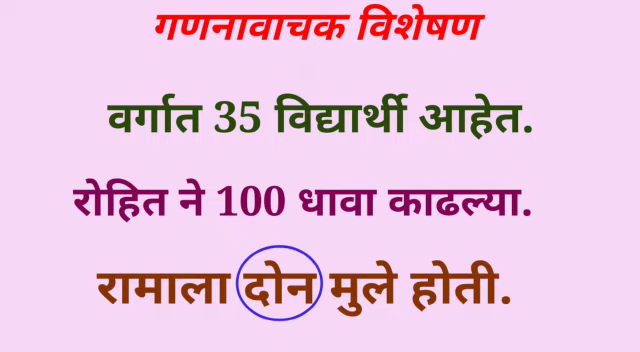 गणनावाचक विशेषण
वर्गात 35 विद्यार्थी आहेत.
रोहित ने 100 धावा काढल्या.
रामाला दोन मुले होती.